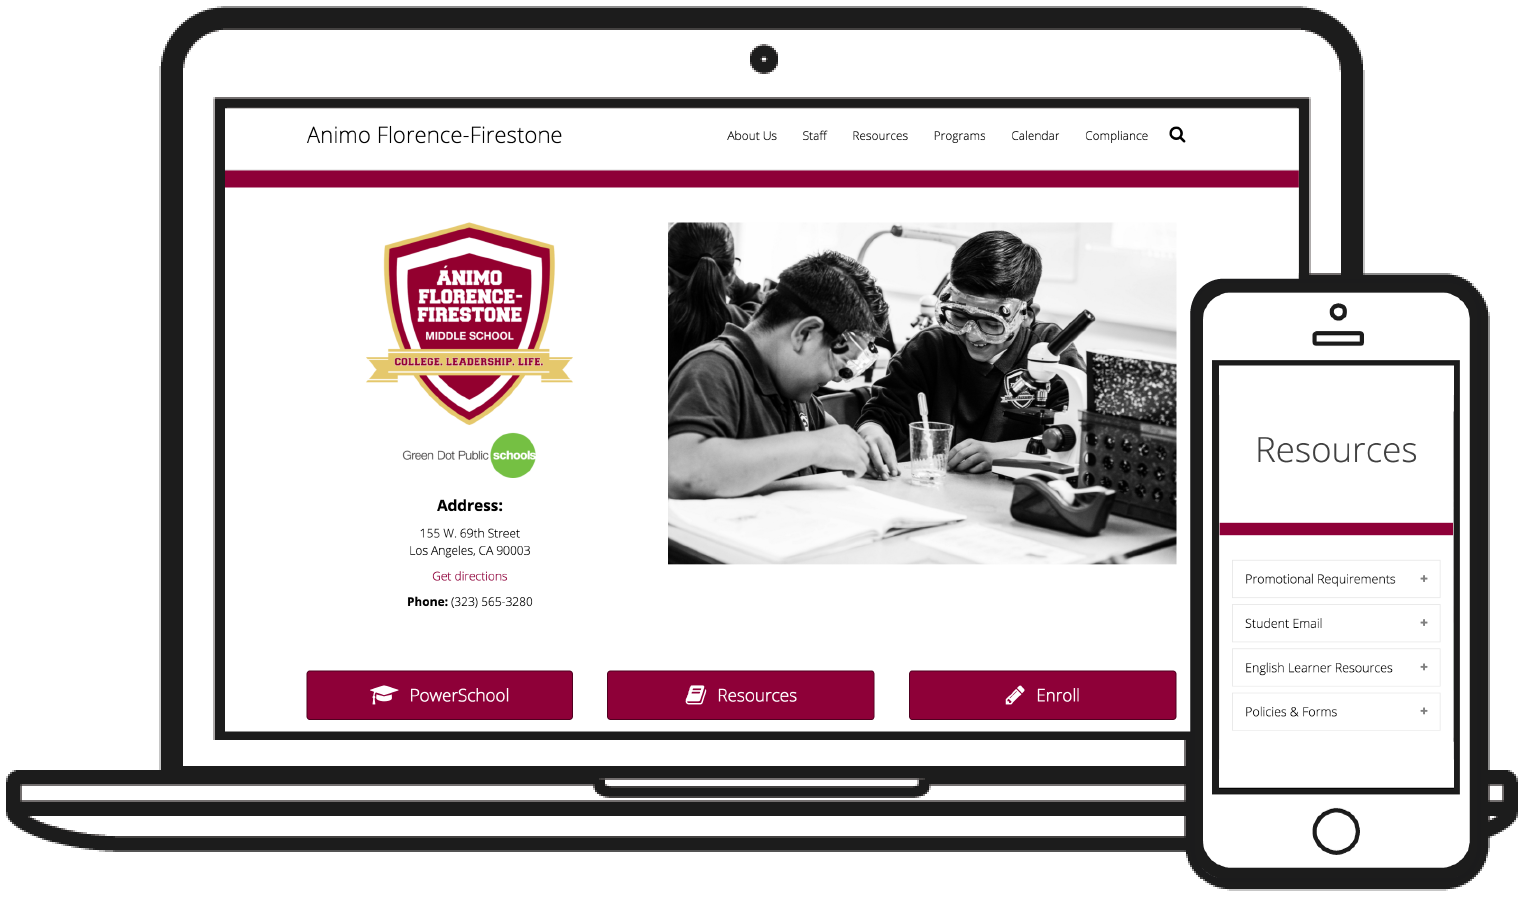 Animo Florence-Firestone
About Us
Staff
Resources
Programs
Calendar
Compliance
ÁNIMO
FLORENCE-
FIRESTONE
MIDDLE SCHOOL
COLLEGE. LEADERSHIP. LIFE.
Green Dot Public schools
Address:
155 W. 69th Street
Los Angeles, CA 90003
Get directions
Phone: (323) 565-3280
PowerSchool
Resources
Enroll
Resources
Promotional Requirements +
Student Email +
English Learner Resources +
Policies & Forms +